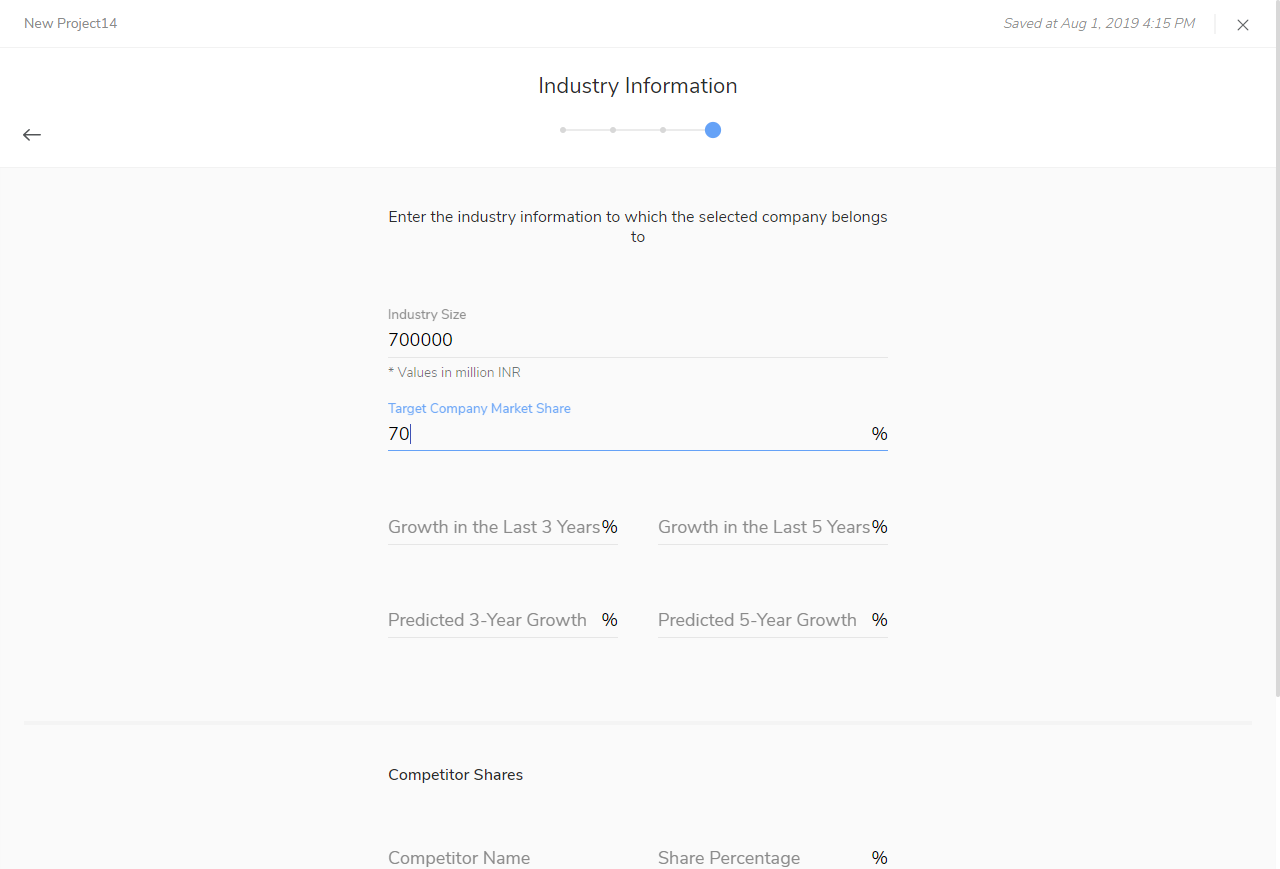 New Project14
Saved at Aug 1, 2019 4:15 PM
Industry Information
Enter the industry information to which the selected company belongs
to
Industry Size
700000
* Values in million INR
Target Company Market Share
70 %
Growth in the Last 3 Years % Growth in the Last 5 Years %
Predicted 3-Year Growth % Predicted 5-Year Growth %
Competitor Shares
Competitor Name Share Percentage %